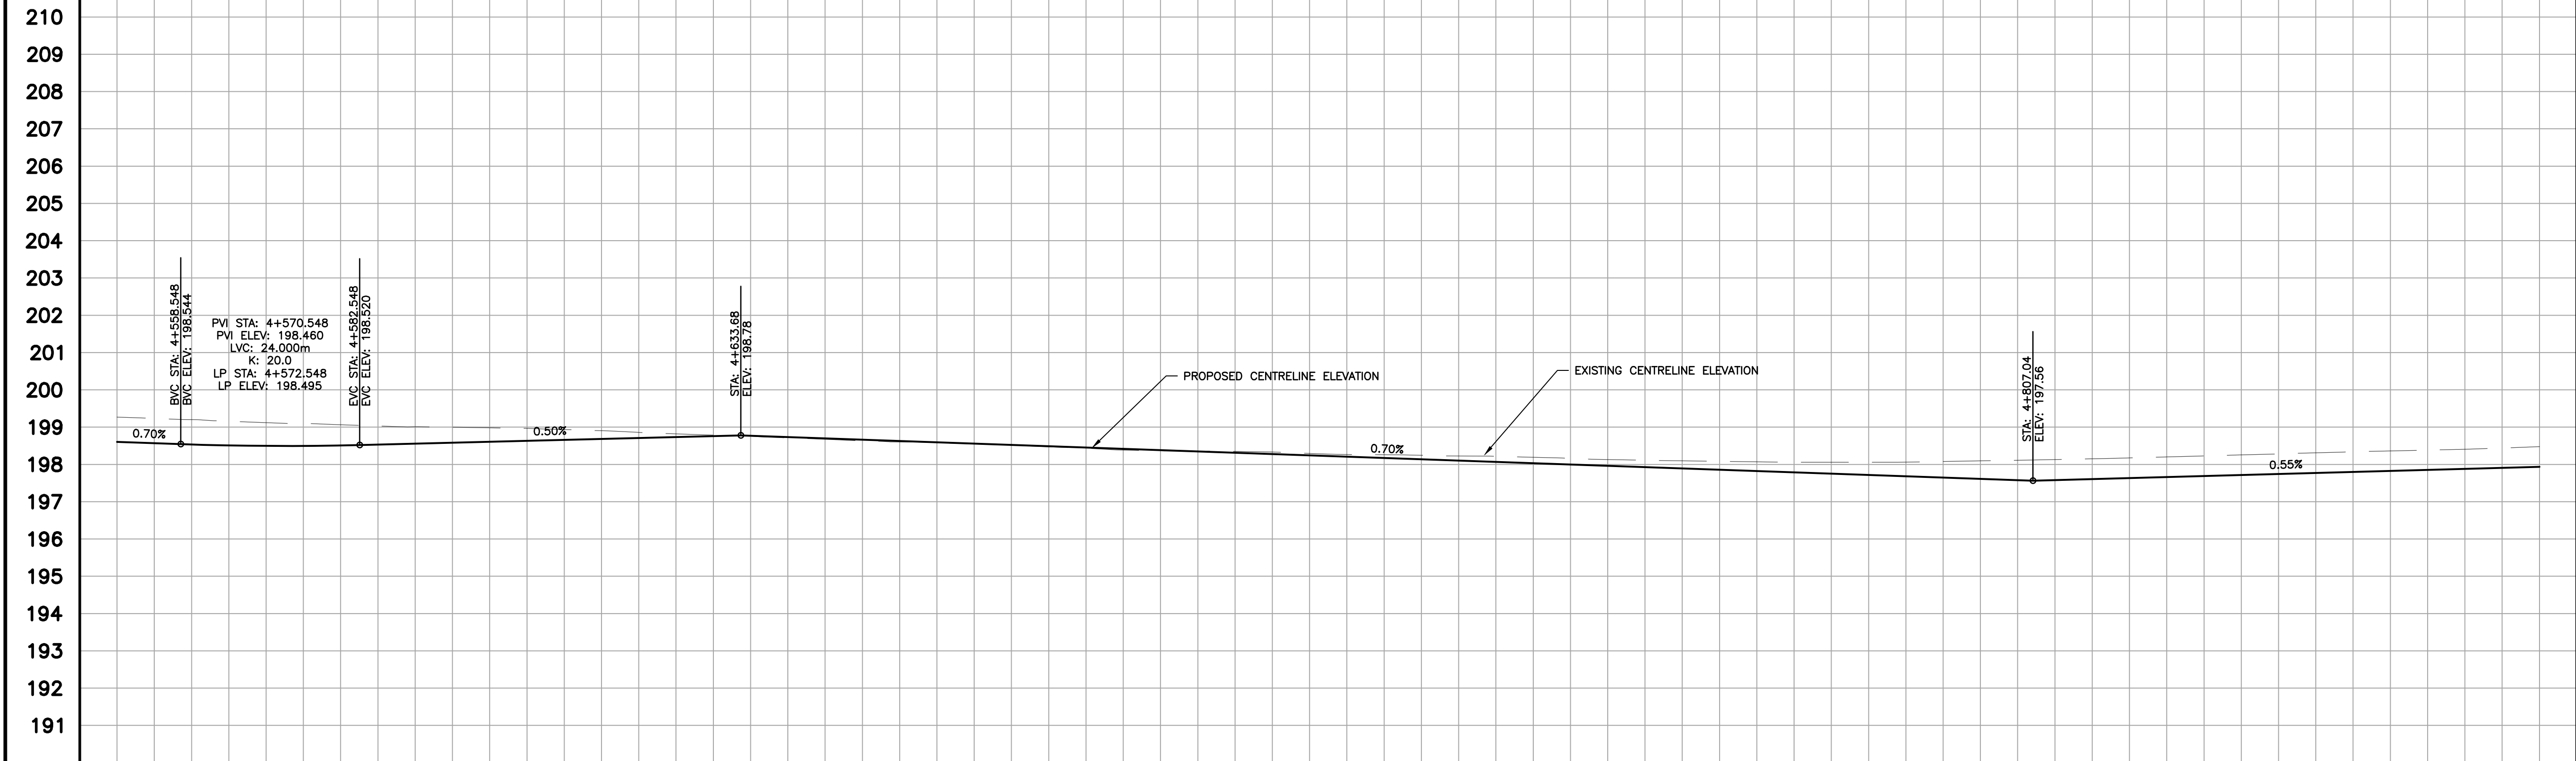 210
209
208
207
206
205
204
203
202
201
200
199
198
197
196
195
194
193
192
191
BVC STA: 4+558.548
BVC ELEV: 198.544
PVI STA: 4+570.548
PVI ELEV: 198.460
LVC: 24.000m
K: 20.0
LP STA: 4+572.548
LP ELEV: 198.495
EVC STA: 4+582.548
EVC ELEV: 198.520
STA: 4+633.68
ELEV: 198.78
PROPOSED CENTRELINE ELEVATION
EXISTING CENTRELINE ELEVATION
STA: 4+807.04
ELEV: 197.56
0.70%
0.50%
0.70%
0.55%